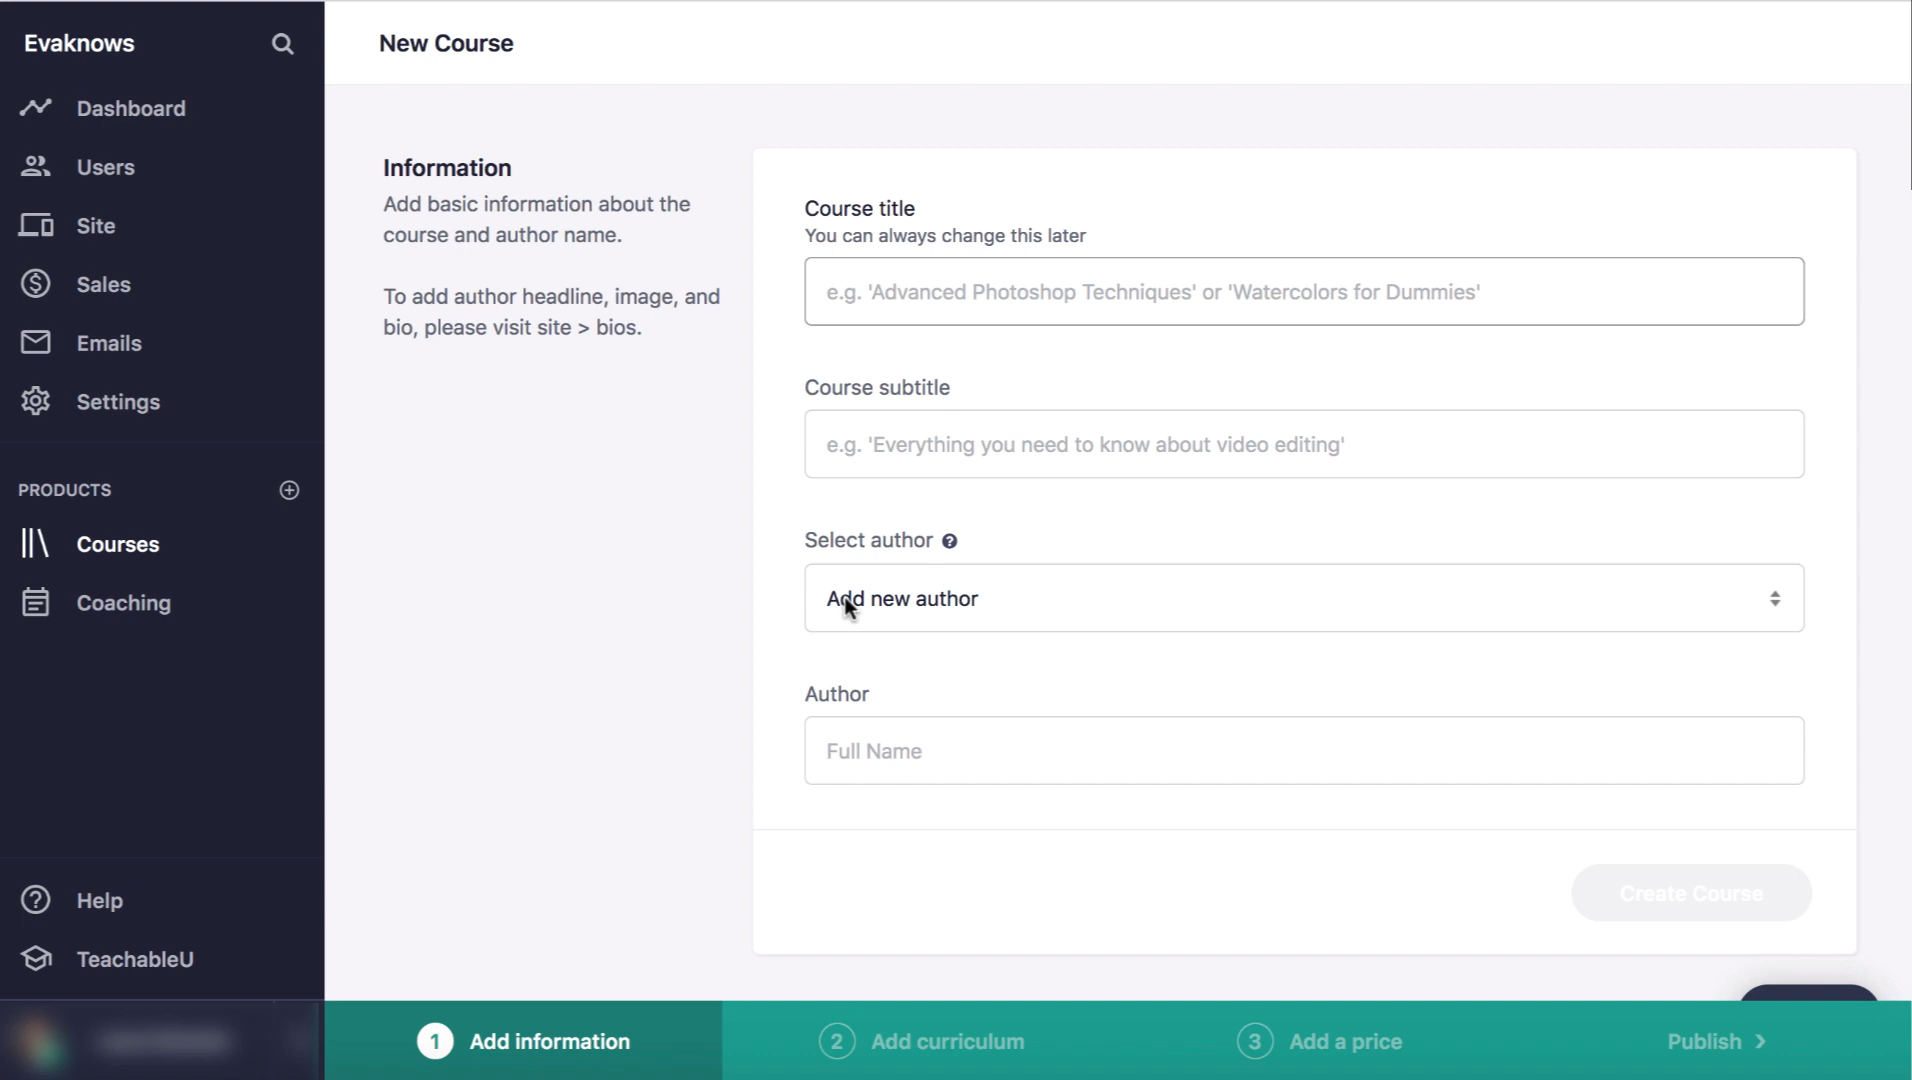 Evaknows
Dashboard
Users
Site
Sales
Emails
Settings
PRODUCTS
Courses
Coaching
Help
TeachableU
New Course
Information
Add basic information about the
course and author name.
To add author headline, image, and
bio, please visit site > bios.
Course title
You can always change this later
e.g. 'Advanced Photoshop Techniques' or 'Watercolors for Dummies'
Course subtitle
e.g. 'Everything you need to know about video editing'
Select author ?
Add new author
Author
Full Name
Create Course
1 Add information
2 Add curriculum
3 Add a price
Publish >